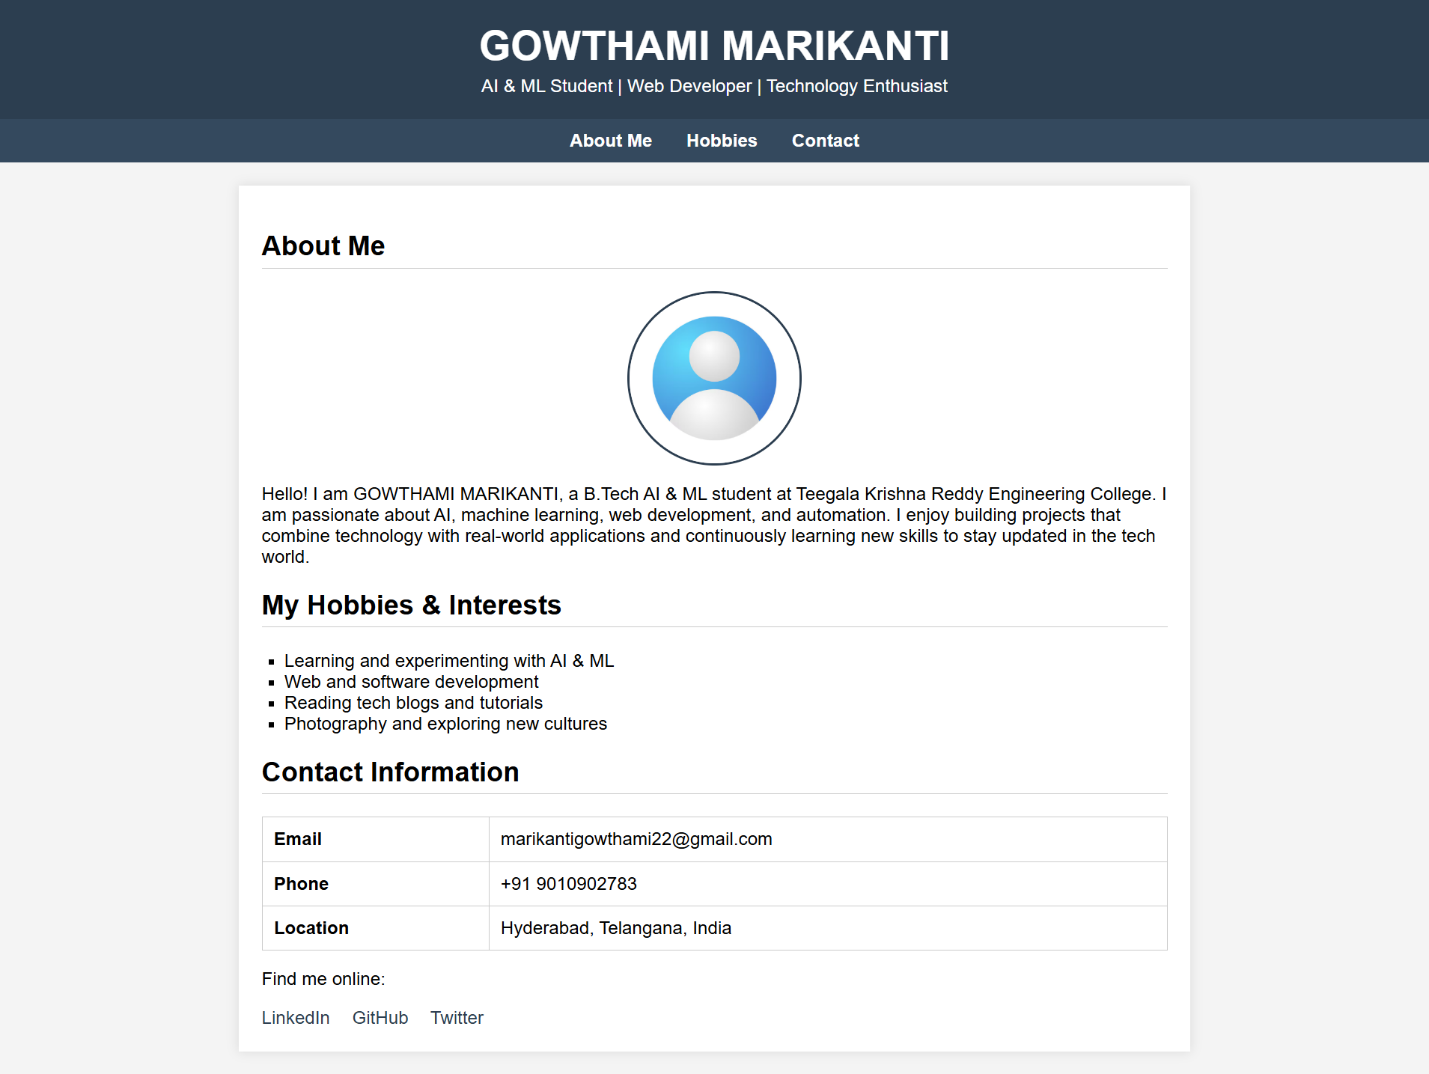 GOWTHAMI MARIKANTI
AI & ML Student | Web Developer | Technology Enthusiast
About Me Hobbies Contact
About Me
Hello! I am GOWTHAMI MARIKANTI, a B.Tech AI & ML student at Teegala Krishna Reddy Engineering College. I
am passionate about AI, machine learning, web development, and automation. I enjoy building projects that
combine technology with real-world applications and continuously learning new skills to stay updated in the tech
world.
My Hobbies & Interests
Learning and experimenting with AI & ML
Web and software development
Reading tech blogs and tutorials
Photography and exploring new cultures
Contact Information
Email marikantigowthami22@gmail.com
Phone +91 9010902783
Location Hyderabad, Telangana, India
Find me online:
LinkedIn GitHub Twitter